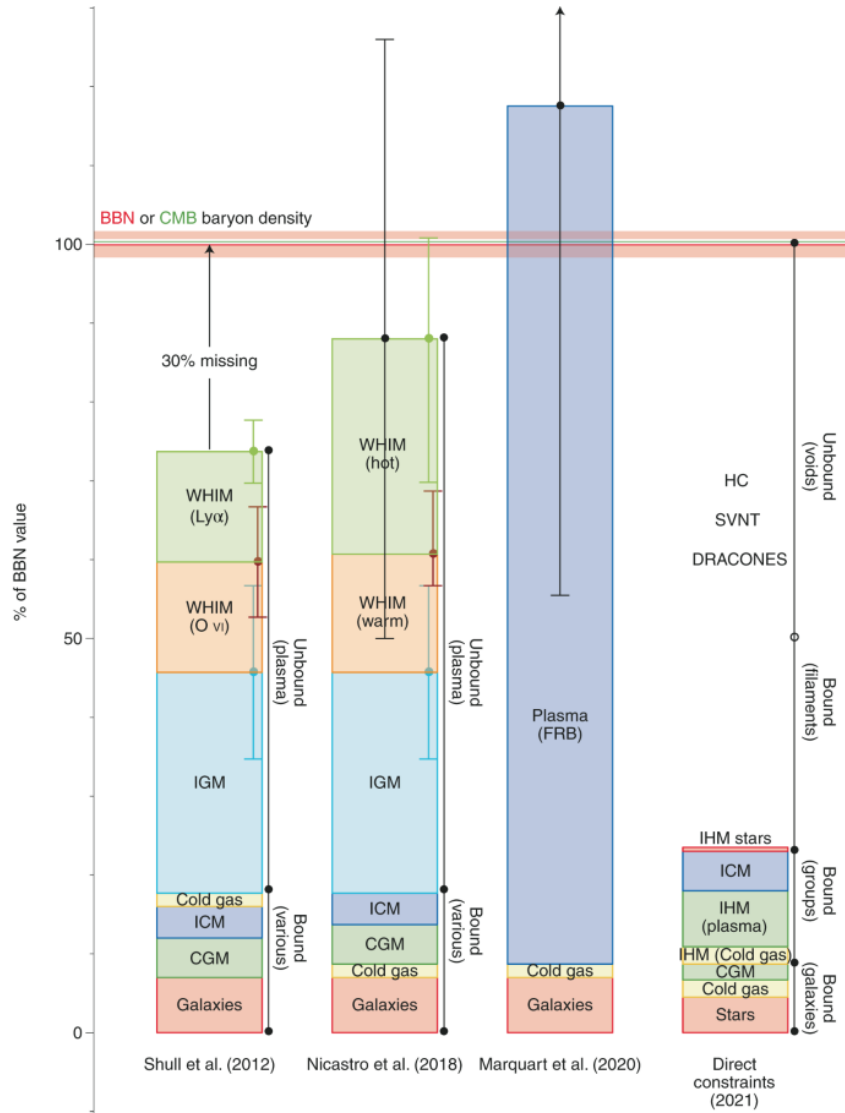 BBN or CMB baryon density
100
30% missing
WHIM
(Lyα)
WHIM
(O VI)
IGM
Cold gas
ICM
CGM
Galaxies
Unbound
(plasma)
Bound
(various)
WHIM
(hot)
WHIM
(warm)
IGM
ICM
CGM
Cold gas
Galaxies
Unbound
(plasma)
Bound
(various)
Plasma
(FRB)
Cold gas
Galaxies
HC
SVNT
DRACONES
IHM stars
ICM
IHM
(plasma)
IHM (Cold gas)
CGM
Cold gas
Stars
Unbound
(voids)
Bound
(filaments)
Bound
(groups)
Bound
(galaxies)
% of BBN value
50
0
Shull et al. (2012)
Nicastro et al. (2018)
Marquart et al. (2020)
Direct
constraints
(2021)